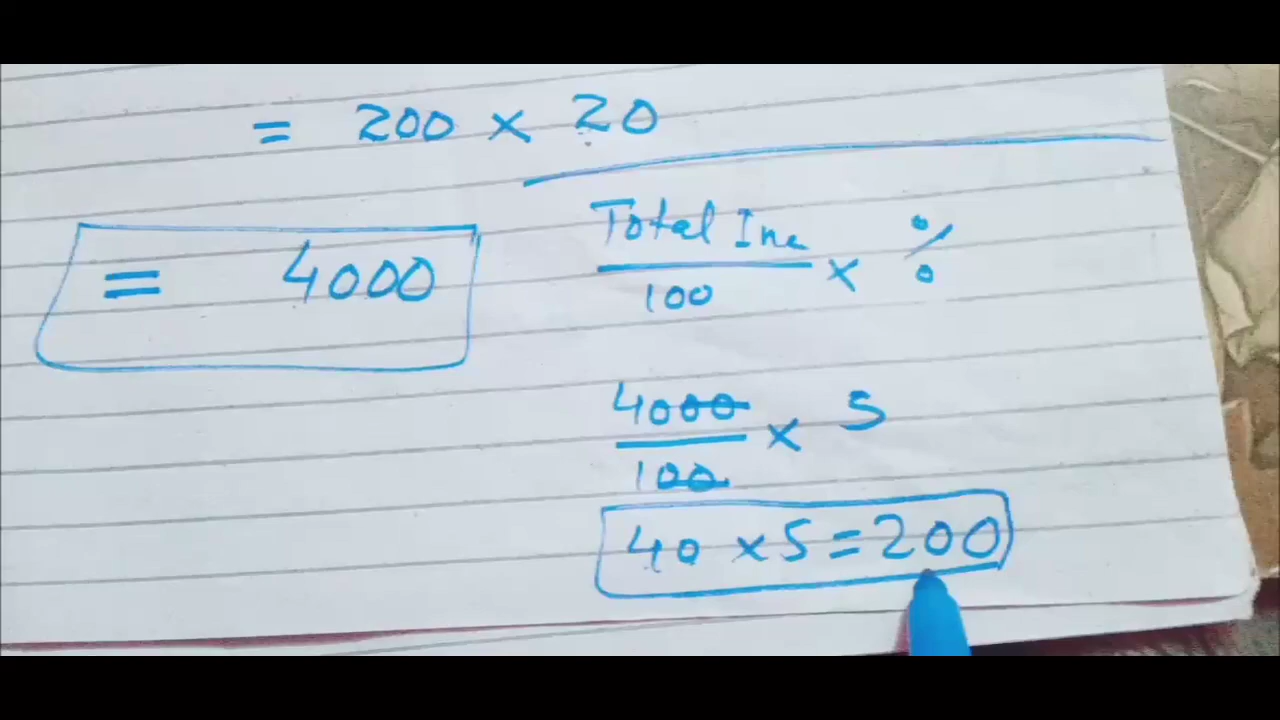 = 200 x 20
= 4000
Total Inc
100 x %
4000
100 x 5
40 x 5 = 200